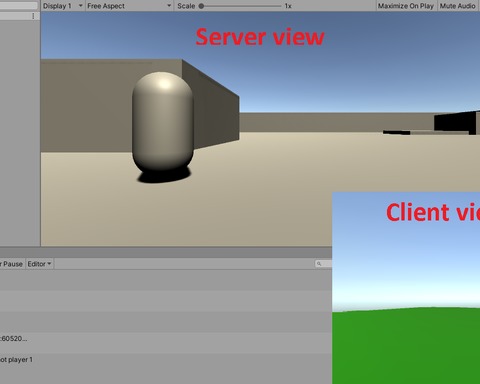 Display 1 Free Aspect Scale 1x Maximize On Play Mute Audio
Server view
Client vie
r Pause Editor
:60520...
ot player 1